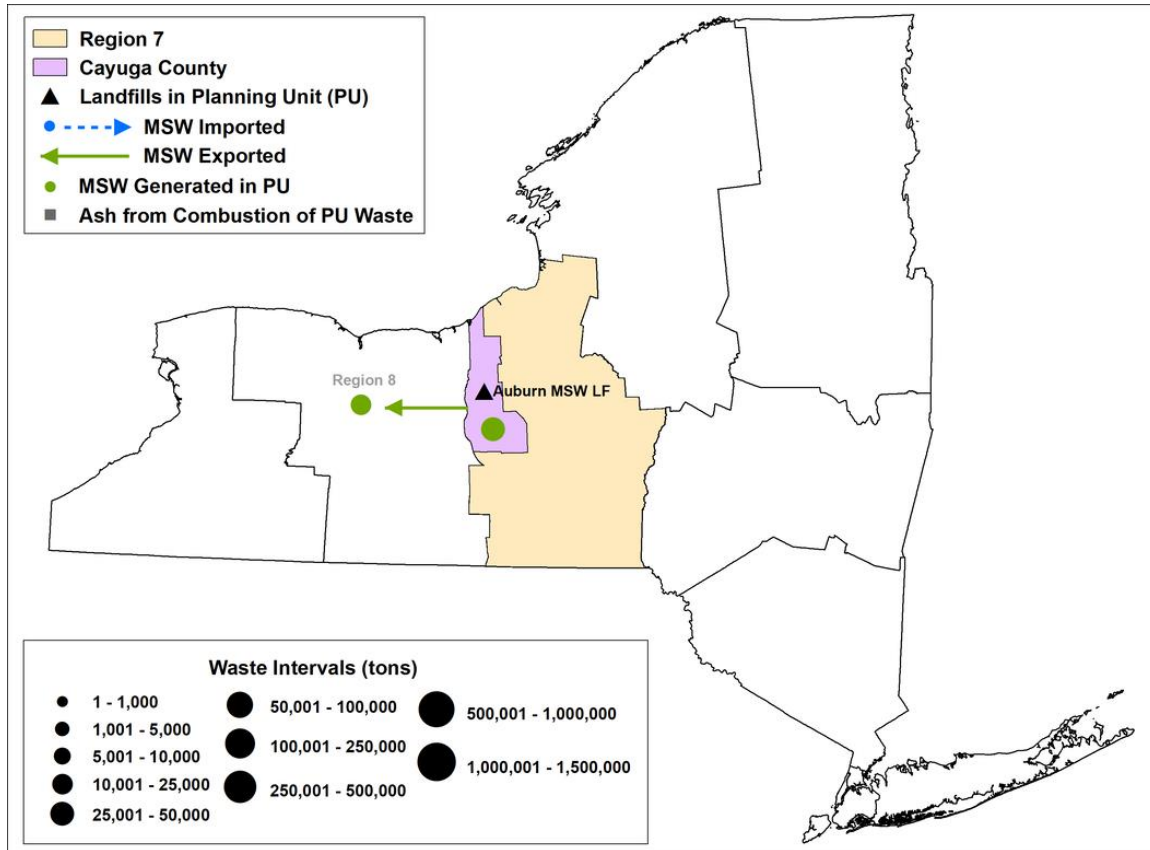 Region 7
Cayuga County
Landfills in Planning Unit (PU)
MSW Imported
MSW Exported
MSW Generated in PU
Ash from Combustion of PU Waste
Region 8
Auburn MSW LF
Waste Intervals (tons)
1 - 1,000
1,001 - 5,000
5,001 - 10,000
10,001 - 25,000
25,001 - 50,000
50,001 - 100,000
100,001 - 250,000
250,001 - 500,000
500,001 - 1,000,000
1,000,001 - 1,500,000